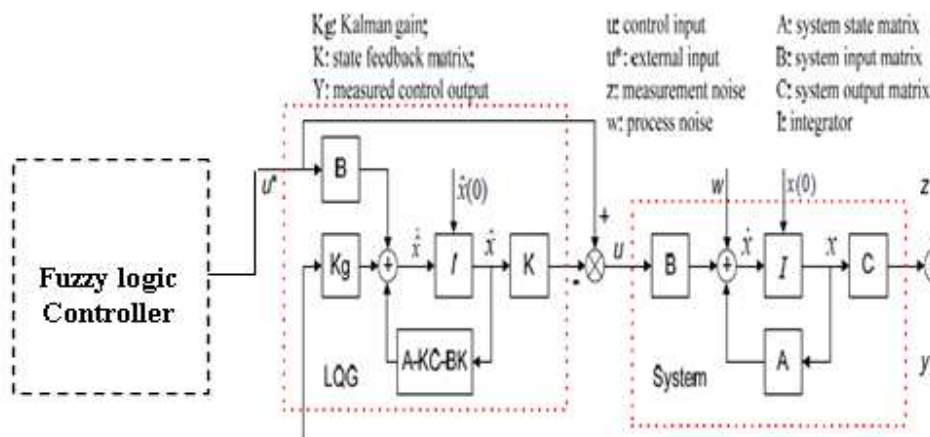 Kg: Kalman gain;
K: state feedback matrix;
Y: measured control output
u: control input
u*: external input
z: measurement noise
w: process noise
A: system state matrix
B: system input matrix
C: system output matrix
I: integrator
Fuzzy logic
Controller
u*
B
x̂(0)
Kg
+
x̂̇
I
x̂
K
A-KC-BK
LQG
+
-
u
w
x(0)
B
+
ẋ
I
x
C
A
System
z
y